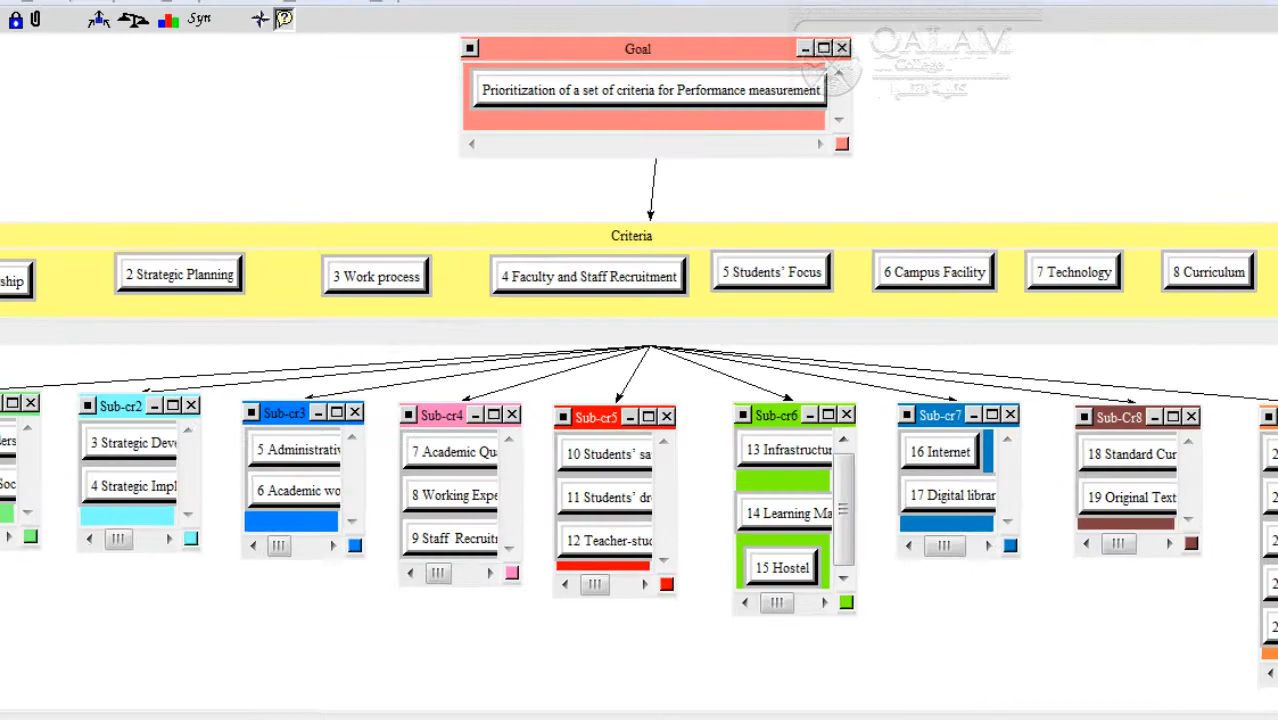 Syn
QALAM
College
Goal
Prioritization of a set of criteria for Performance measurement
Criteria
ship
2 Strategic Planning
3 Work process
4 Faculty and Staff Recruitment
5 Students’ Focus
6 Campus Facility
7 Technology
8 Curriculum
Sub-cr2
3 Strategic Deve
4 Strategic Impl
Sub-cr3
5 Administrativ
6 Academic wo
Sub-cr4
7 Academic Qu
8 Working Expe
9 Staff Recruitm
Sub-cr5
10 Students’ sa
11 Students’ dr
12 Teacher-stud
Sub-cr6
13 Infrastructur
14 Learning Ma
15 Hostel
Sub-cr7
16 Internet
17 Digital librar
Sub-Cr8
18 Standard Cur
19 Original Text